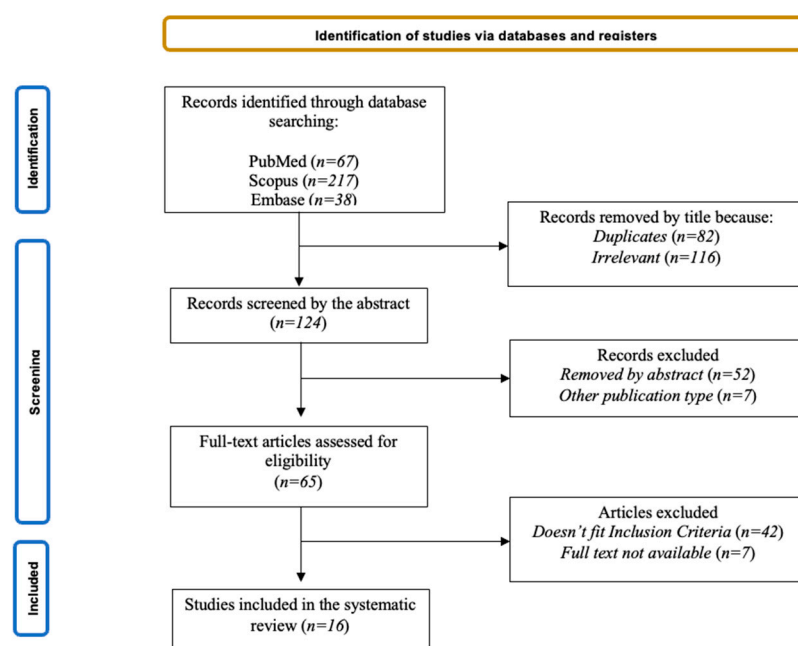 Identification of studies via databases and registers
Identification
Records identified through database
searching:
PubMed (n=67)
Scopus (n=217)
Embase (n=38)
Records removed by title because:
Duplicates (n=82)
Irrelevant (n=116)
Screening
Records screened by the abstract
(n=124)
Records excluded
Removed by abstract (n=52)
Other publication type (n=7)
Full-text articles assessed for
eligibility
(n=65)
Articles excluded
Doesn't fit Inclusion Criteria (n=42)
Full text not available (n=7)
Included
Studies included in the systematic
review (n=16)